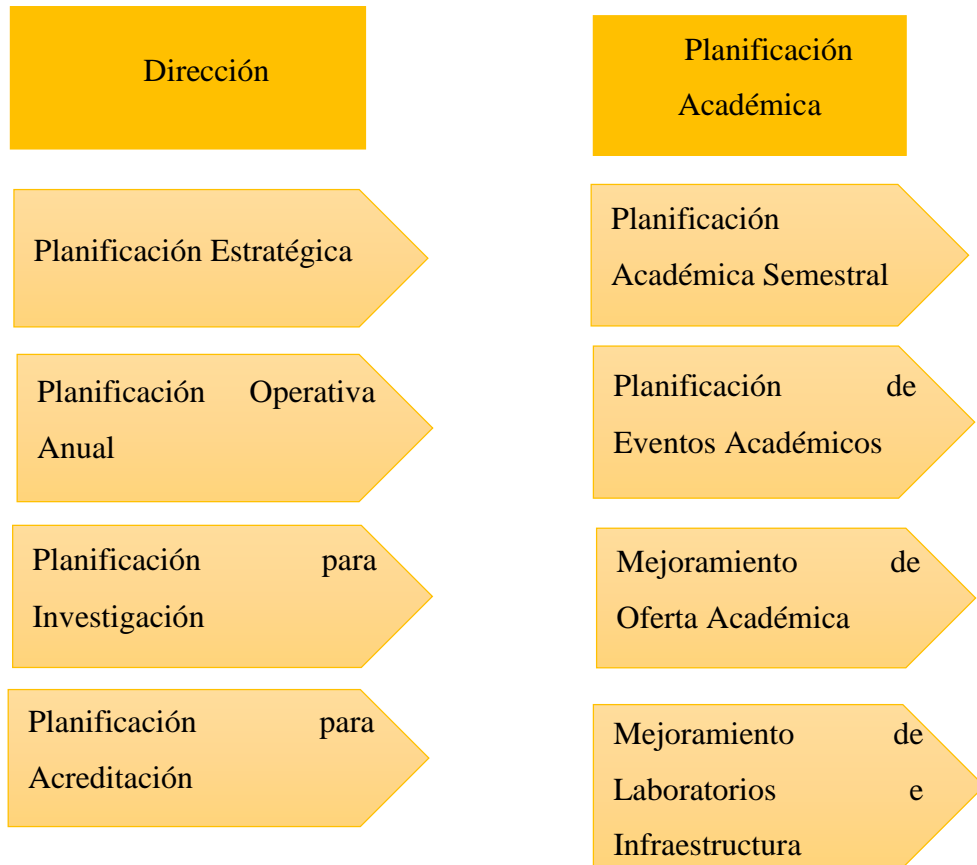 Dirección
Planificación Estratégica
Planificación Operativa
Anual
Planificación para
Investigación
Planificación para
Acreditación
Planificación
Académica
Planificación
Académica Semestral
Planificación de
Eventos Académicos
Mejoramiento de
Oferta Académica
Mejoramiento de
Laboratorios e
Infraestructura